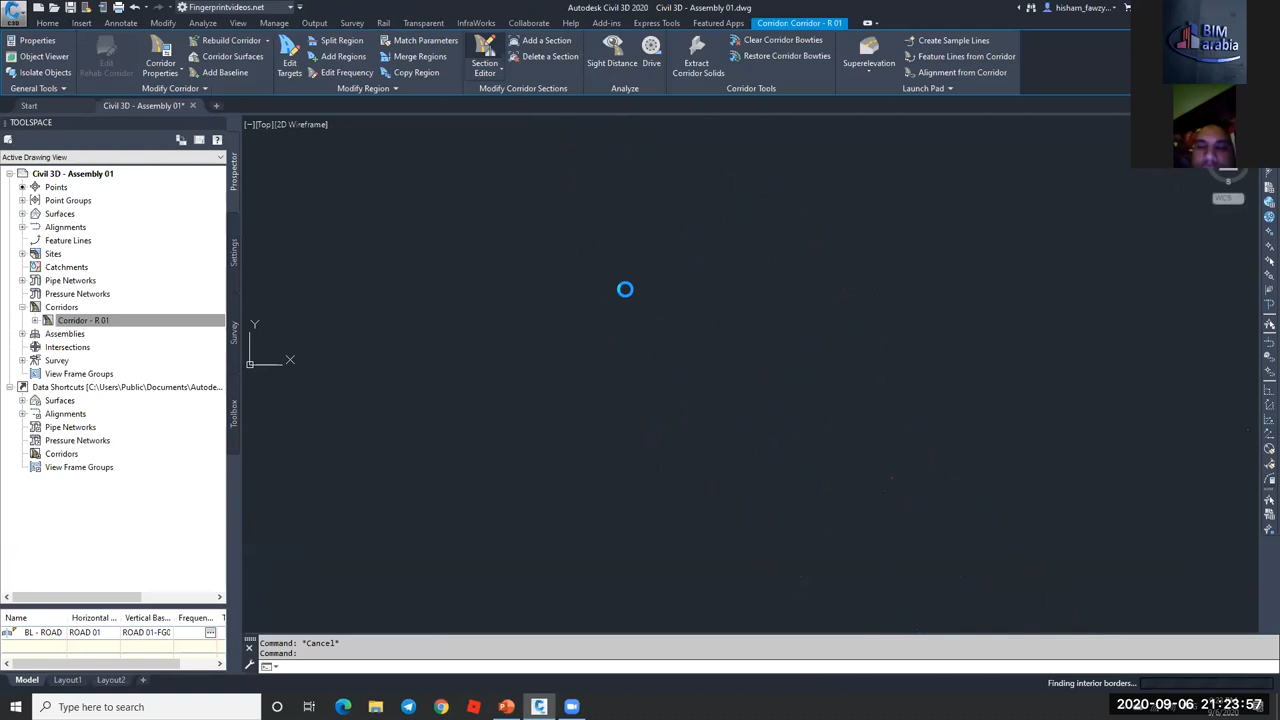 Fingerprintvideos.net
Autodesk Civil 3D 2020 Civil 3D - Assembly 01.dwg
hisham_fawzy...
C3D
Home Insert Annotate Modify Analyze View Manage Output Survey Rail Transparent InfraWorks Collaborate Help Add-ins Express Tools Featured Apps Corridor: Corridor - R 01
Properties
Object Viewer
Isolate Objects
General Tools
Edit
Rehab Corridor
Corridor
Properties
Rebuild Corridor
Corridor Surfaces
Add Baseline
Modify Corridor
Edit
Targets
Split Region
Add Regions
Edit Frequency
Match Parameters
Merge Regions
Copy Region
Modify Region
Section
Editor
Add a Section
Delete a Section
Modify Corridor Sections
Sight Distance
Drive
Analyze
Extract
Corridor Solids
Clear Corridor Bowties
Restore Corridor Bowties
Corridor Tools
Superelevation
Create Sample Lines
Feature Lines from Corridor
Alignment from Corridor
Launch Pad
BIM
arabia
Start
Civil 3D - Assembly 01*
TOOLSPACE
Active Drawing View
Civil 3D - Assembly 01
Points
Point Groups
Surfaces
Alignments
Feature Lines
Sites
Catchments
Pipe Networks
Pressure Networks
Corridors
Corridor - R 01
Assemblies
Intersections
Survey
View Frame Groups
Data Shortcuts [C:\Users\Public\Documents\Autode...
Surfaces
Alignments
Pipe Networks
Pressure Networks
Corridors
View Frame Groups
Prospector
Settings
Survey
Toolbox
[−][Top][2D Wireframe]
S
WCS
Y
X
Name Horizontal ... Vertical Bas... Frequen...
BL - ROAD ROAD 01 ROAD 01-FG0
Command: *Cancel*
Command:
Model Layout1 Layout2
Finding interior borders...
Type here to search
2020-09-06 21:23:57